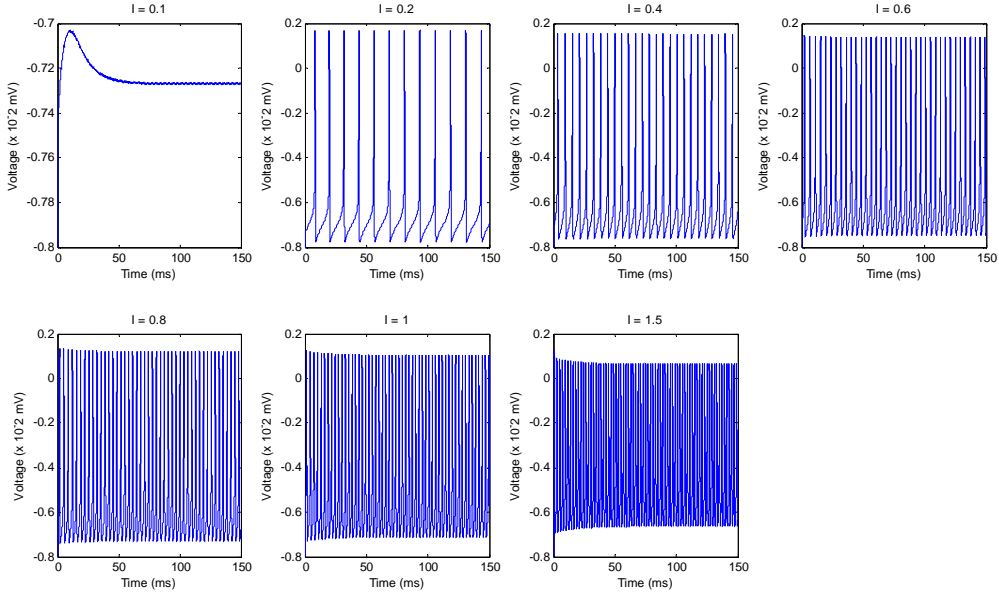 I = 0.1
-0.7
-0.72
-0.74
-0.76
-0.78
-0.8
Voltage (x 10^2 mV)
0 50 100 150
Time (ms)
I = 0.2
0.2
0
-0.2
-0.4
-0.6
-0.8
Voltage (x 10^2 mV)
0 50 100 150
Time (ms)
I = 0.4
0.2
0
-0.2
-0.4
-0.6
-0.8
Voltage (x 10^2 mV)
0 50 100 150
Time (ms)
I = 0.6
0.2
0
-0.2
-0.4
-0.6
-0.8
Voltage (x 10^2 mV)
0 50 100 150
Time (ms)
I = 0.8
0.2
0
-0.2
-0.4
-0.6
-0.8
Voltage (x 10^2 mV)
0 50 100 150
Time (ms)
I = 1
0.2
0
-0.2
-0.4
-0.6
-0.8
Voltage (x 10^2 mV)
0 50 100 150
Time (ms)
I = 1.5
0.2
0
-0.2
-0.4
-0.6
-0.8
Voltage (x 10^2 mV)
0 50 100 150
Time (ms)